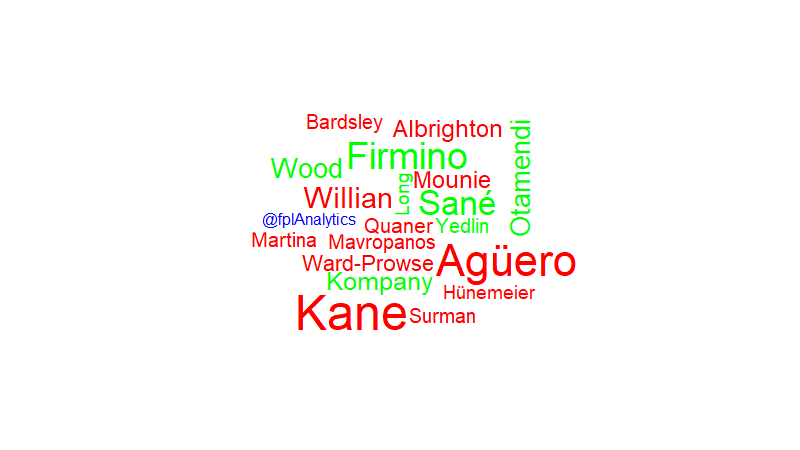 Bardsley
Albrighton
Otamendi
Firmino
Wood
Mounie
Long
Willian
Sané
@fplAnalytics
Quaner
Yedlin
Martina
Mavropanos
Ward-Prowse
Agüero
Kompany
Hünemeier
Kane
Surman